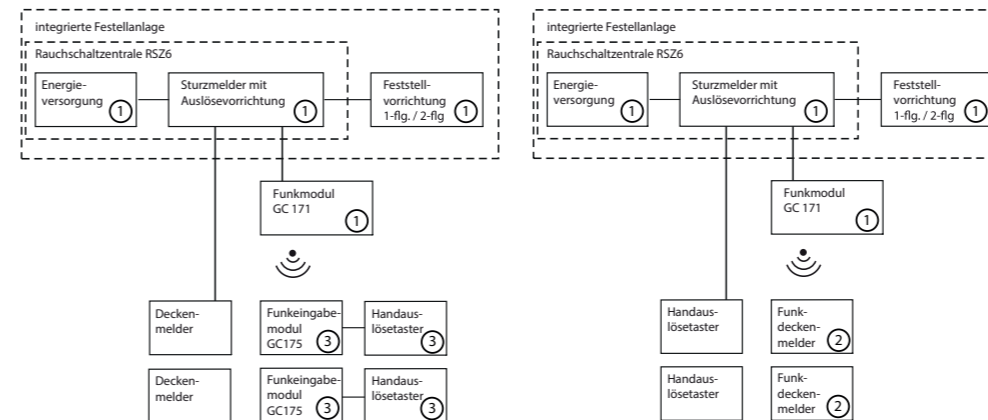 integrierte Festellanlage
Rauchschaltzentrale RSZ6
Energie-
versorgung
1
Sturzmelder mit
Auslösevorrichtung
1
Feststell-
vorrichtung
1-flg. / 2-flg
1
Funkmodul
GC 171
1
Decken-
melder
Funkeingabe-
modul
GC175
3
Handaus-
lösetaster
3
Decken-
melder
Funkeingabe-
modul
GC175
3
Handaus-
lösetaster
3
integrierte Festellanlage
Rauchschaltzentrale RSZ6
Energie-
versorgung
1
Sturzmelder mit
Auslösevorrichtung
1
Feststell-
vorrichtung
1-flg. / 2-flg
1
Funkmodul
GC 171
1
Handaus-
lösetaster
Funk-
decken-
melder
2
Handaus-
lösetaster
Funk-
decken-
melder
2